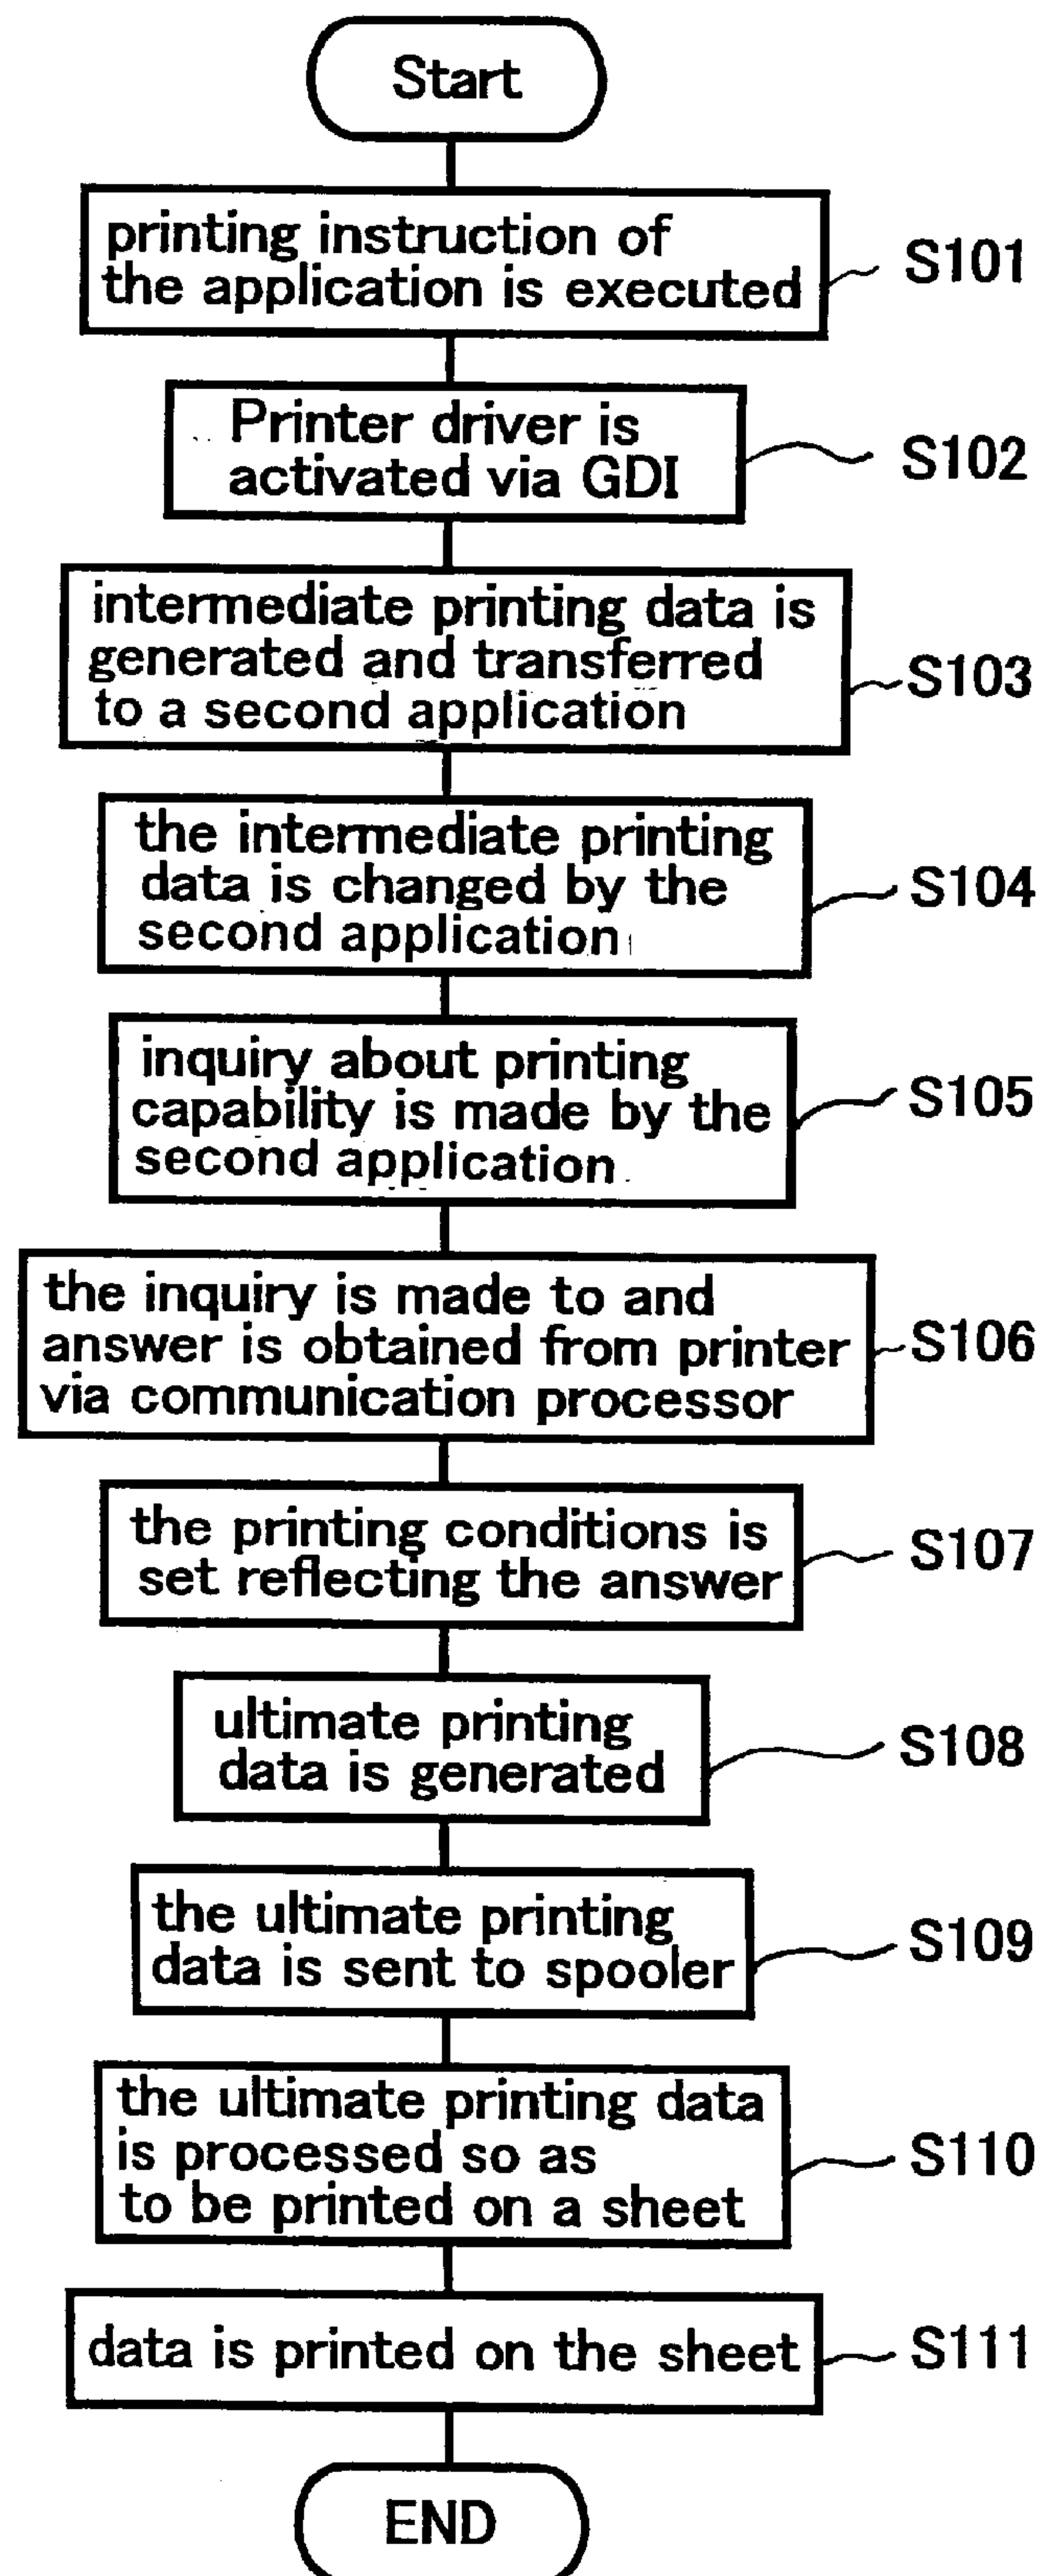 Start
printing instruction of
the application is executed
S101
Printer driver is
activated via GDI
S102
intermediate printing data is
generated and transferred
to a second application
S103
the intermediate printing
data is changed by the
second application
S104
inquiry about printing
capability is made by the
second application
S105
the inquiry is made to and
answer is obtained from printer
via communication processor
S106
the printing conditions is
set reflecting the answer
S107
ultimate printing
data is generated
S108
the ultimate printing
data is sent to spooler
S109
the ultimate printing data
is processed so as
to be printed on a sheet
S110
data is printed on the sheet
S111
END